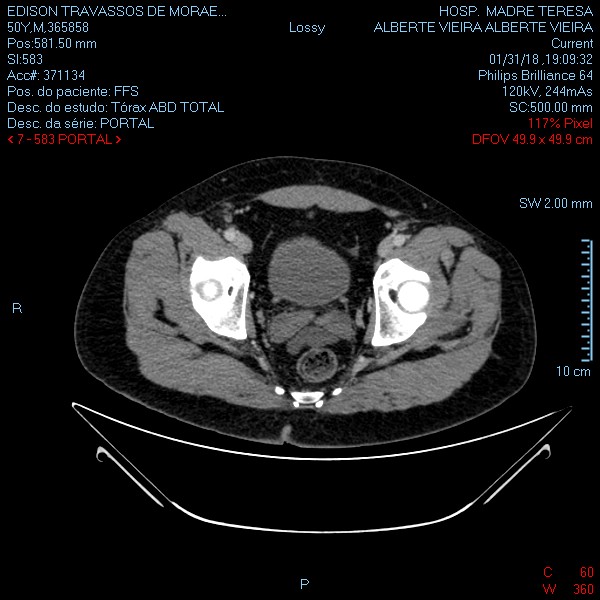 EDISON TRAVASSOS DE MORAE...
50Y,M,365858
Pos:581.50 mm
Sl:583
Acc#: 371134
Pos. do paciente: FFS
Desc. do estudo: Tórax ABD TOTAL
Desc. da série: PORTAL
< 7 - 583 PORTAL >
Lossy
HOSP. MADRE TERESA
ALBERTE VIEIRA ALBERTE VIEIRA
Current
01/31/18 ,19:09:32
Philips Brilliance 64
120kV, 244mAs
SC:500.00 mm
117% Pixel
DFOV 49.9 x 49.9 cm
SW 2.00 mm
R
10 cm
P
C 60
W 360